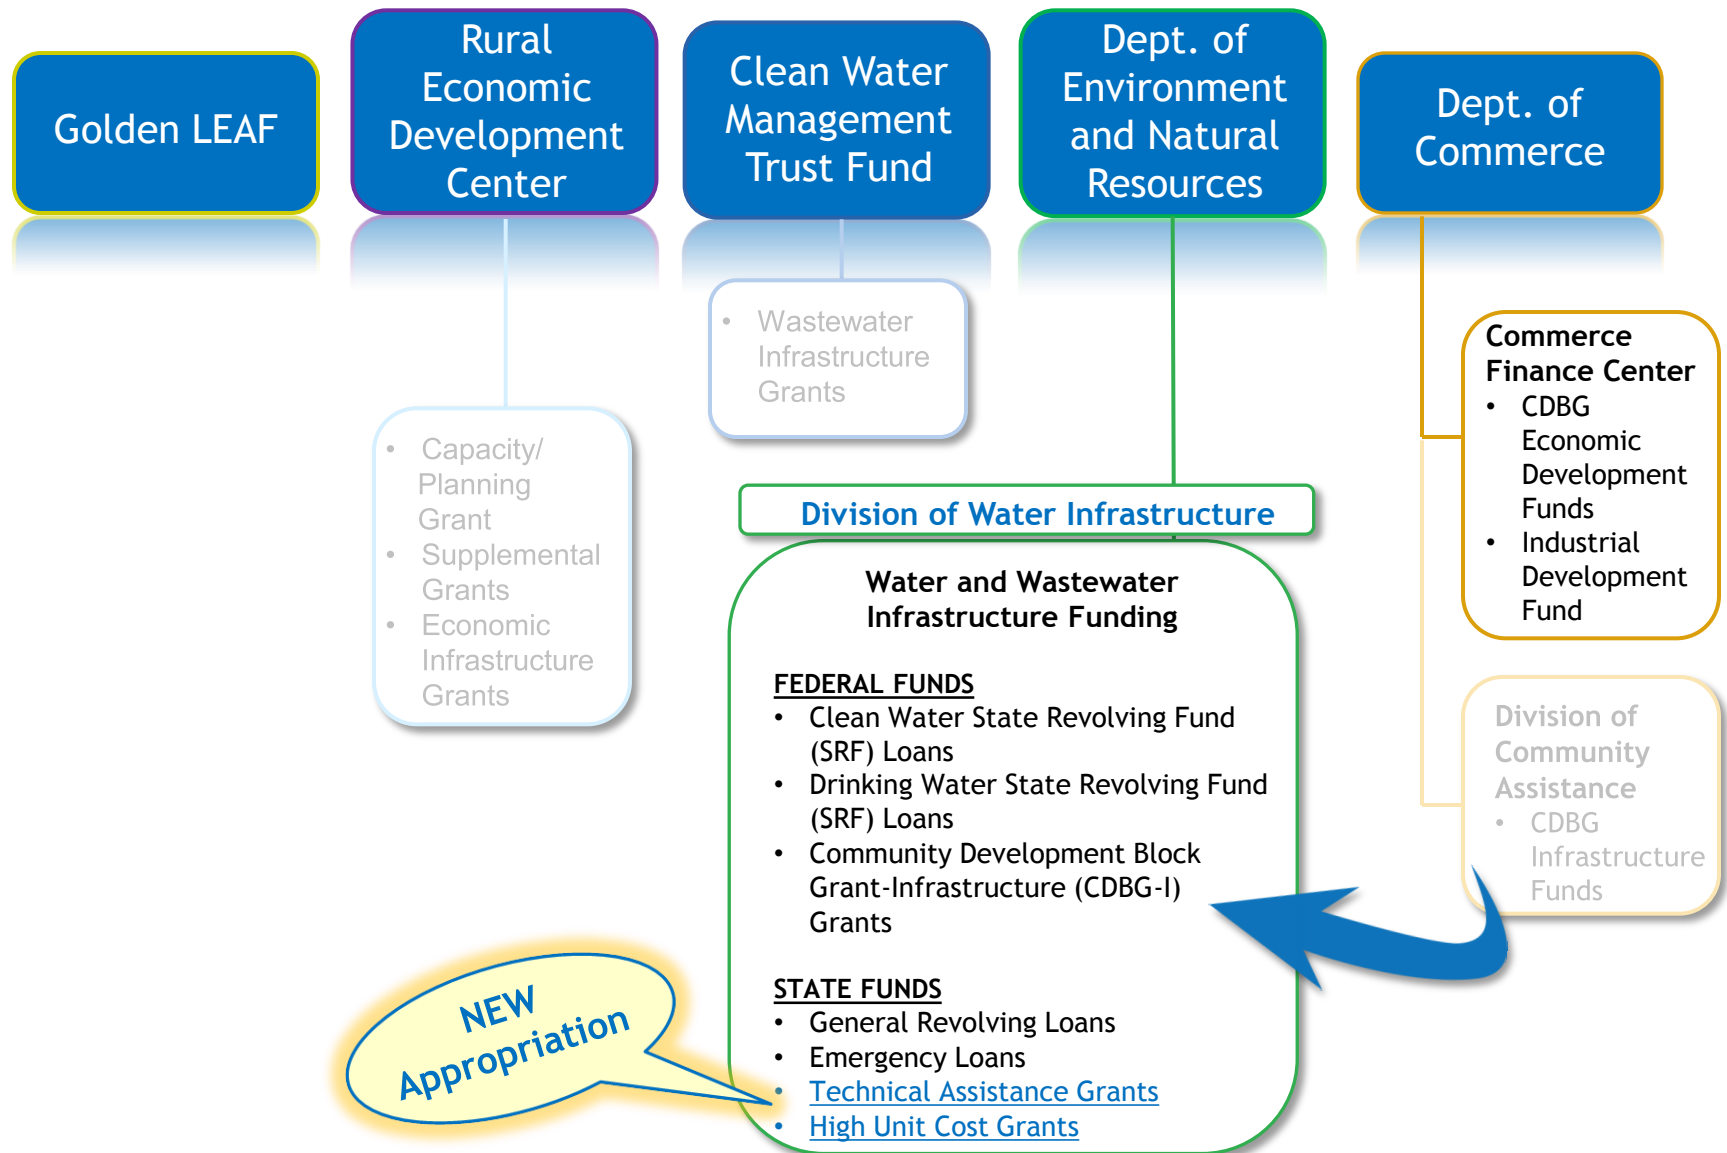 Golden LEAF
Rural
Economic
Development
Center
Clean Water
Management
Trust Fund
Dept. of
Environment
and Natural
Resources
Dept. of
Commerce
• Capacity/
Planning
Grant
• Supplemental
Grants
• Economic
Infrastructure
Grants
• Wastewater
Infrastructure
Grants
Division of Water Infrastructure
Water and Wastewater
Infrastructure Funding
FEDERAL FUNDS
• Clean Water State Revolving Fund
(SRF) Loans
• Drinking Water State Revolving Fund
(SRF) Loans
• Community Development Block
Grant-Infrastructure (CDBG-I)
Grants
STATE FUNDS
• General Revolving Loans
• Emergency Loans
• Technical Assistance Grants
• High Unit Cost Grants
NEW
Appropriation
Commerce
Finance Center
• CDBG
Economic
Development
Funds
• Industrial
Development
Fund
Division of
Community
Assistance
• CDBG
Infrastructure
Funds